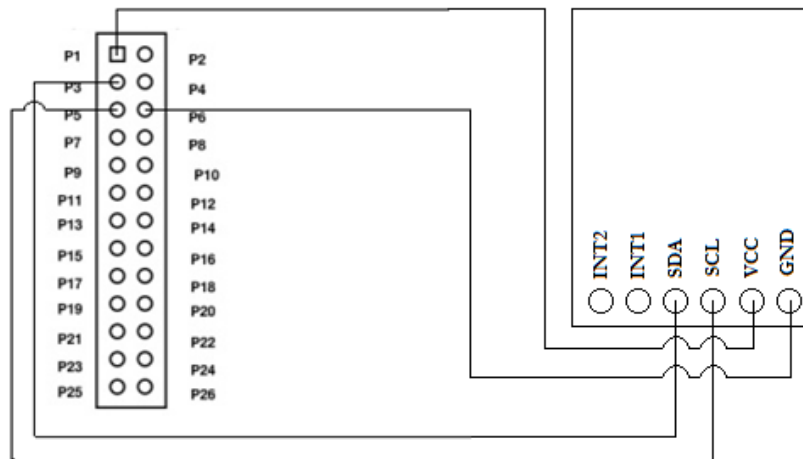 P1 P2
P3 P4
P5 P6
P7 P8
P9 P10
P11 P12
P13 P14
P15 P16
P17 P18
P19 P20
P21 P22
P23 P24
P25 P26
INT2
INT1
SDA
SCL
VCC
GND